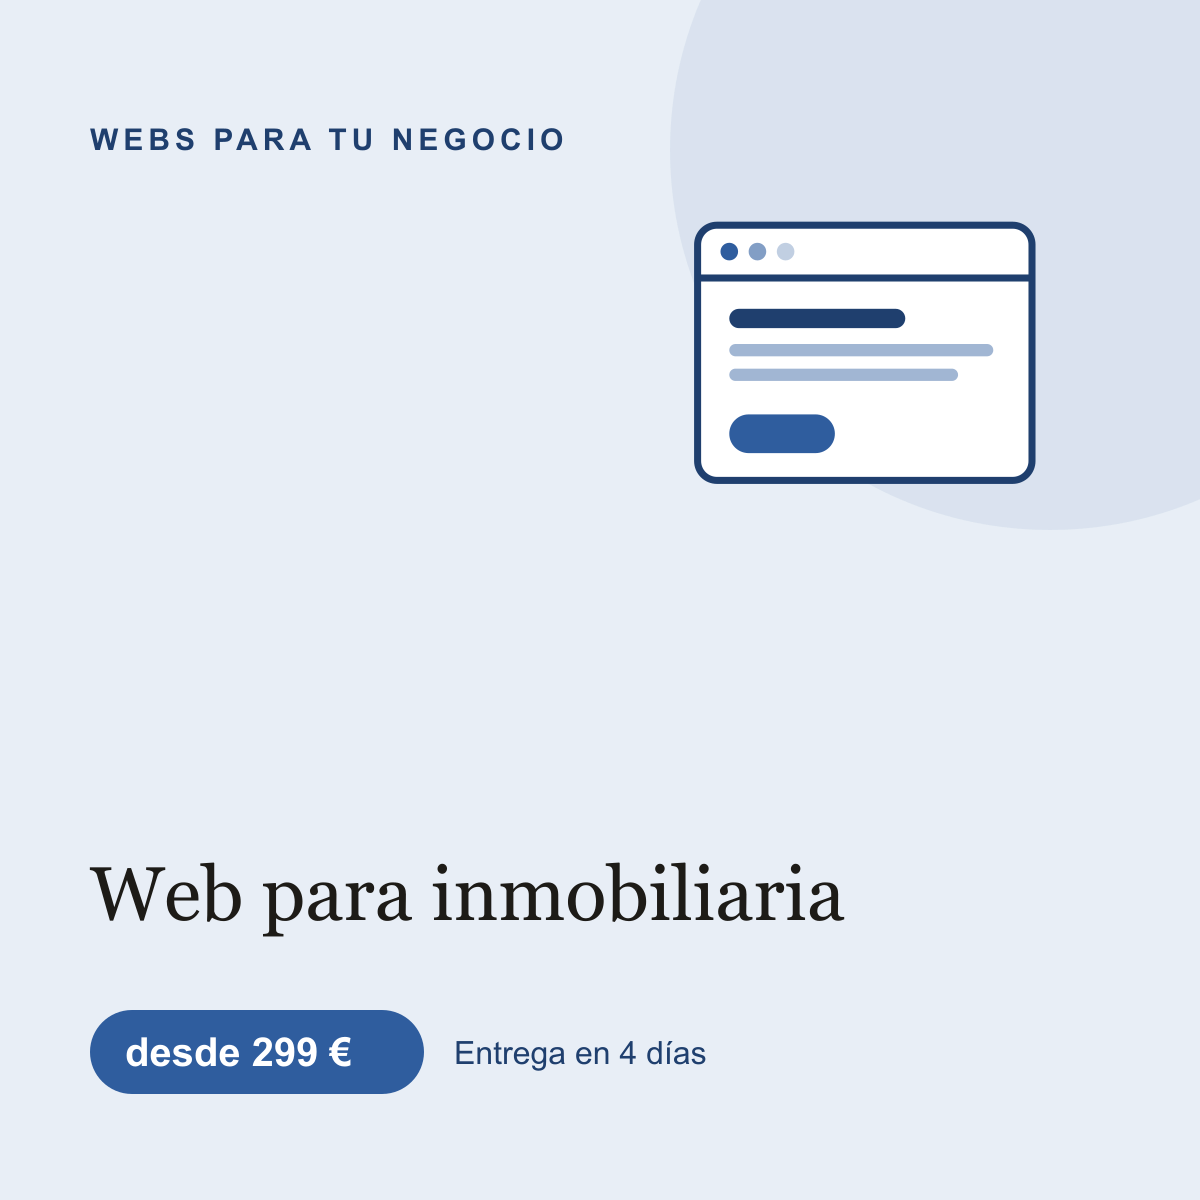 WEBS PARA TU NEGOCIO
Web para inmobiliaria
desde 299 €
Entrega en 4 días